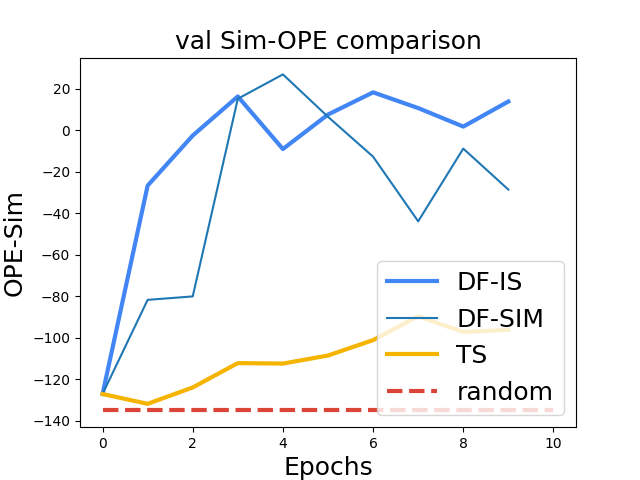 val Sim-OPE comparison
OPE-Sim
20
0
−20
−40
−60
−80
−100
−120
−140
DF-IS
DF-SIM
TS
random
0 2 4 6 8 10
Epochs